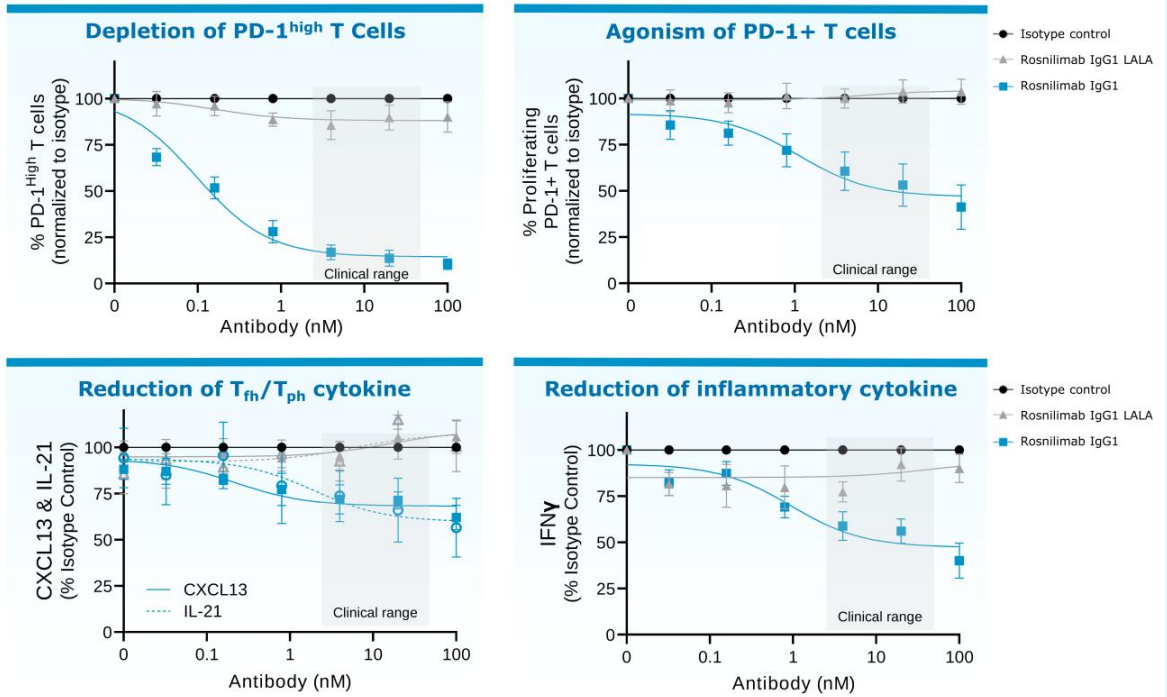 Depletion of PD-1high T Cells
% PD-1High T cells
(normalized to isotype)
100
75
50
25
0
Clinical range
0 0.1 1 10 100
Antibody (nM)
Agonism of PD-1+ T cells
% Proliferating
PD-1+ T cells
(normalized to isotype)
100
75
50
25
0
Clinical range
0 0.1 1 10 100
Antibody (nM)
Isotype control
Rosnilimab IgG1 LALA
Rosnilimab IgG1
Reduction of Tfh/Tph cytokine
CXCL13 & IL-21
(% Isotype Control)
100
75
50
25
0
CXCL13
IL-21
Clinical range
0 0.1 1 10 100
Antibody (nM)
Reduction of inflammatory cytokine
IFNγ
(% Isotype Control)
100
75
50
25
0
Clinical range
0 0.1 1 10 100
Antibody (nM)
Isotype control
Rosnilimab IgG1 LALA
Rosnilimab IgG1